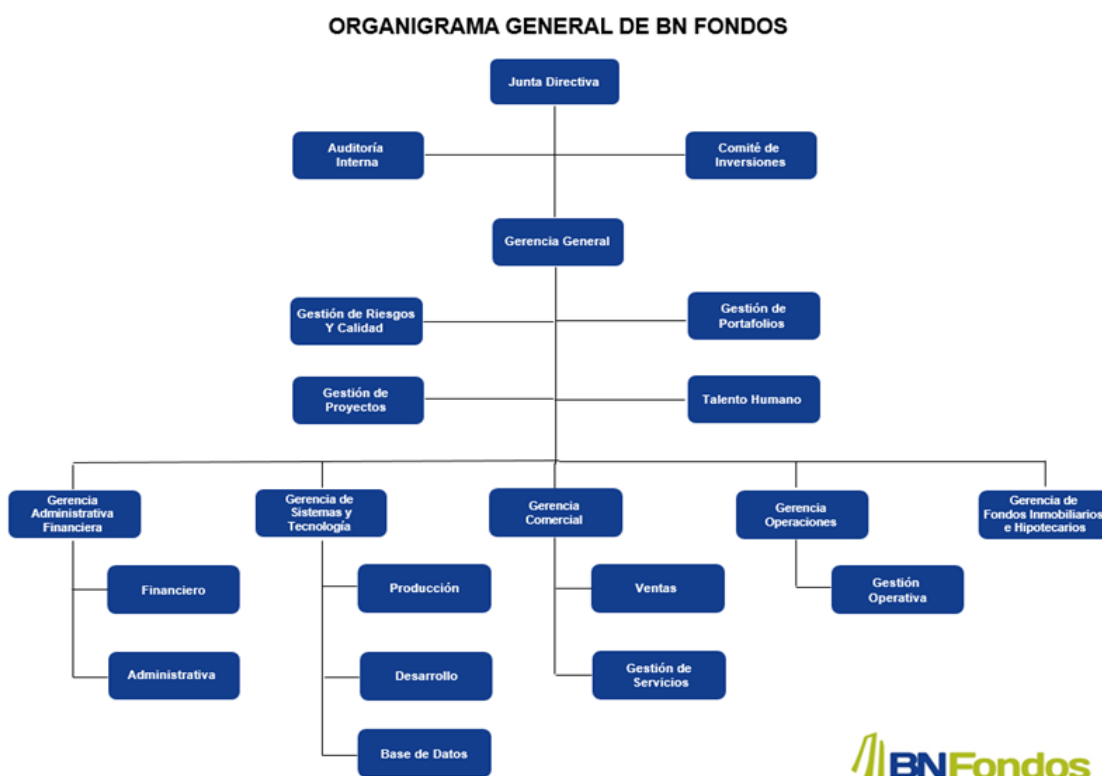 ORGANIGRAMA GENERAL DE BN FONDOS
Junta Directiva
Auditoría
Interna
Comité de
Inversiones
Gerencia General
Gestión de Riesgos
Y Calidad
Gestión de
Portafolios
Gestión de
Proyectos
Talento Humano
Gerencia
Administrativa
Financiera
Gerencia de
Sistemas y
Tecnología
Gerencia
Comercial
Gerencia
Operaciones
Gerencia de
Fondos Inmobiliarios
e Hipotecarios
Financiero
Producción
Ventas
Gestión
Operativa
Administrativa
Desarrollo
Gestión de
Servicios
Base de Datos
BNFondos